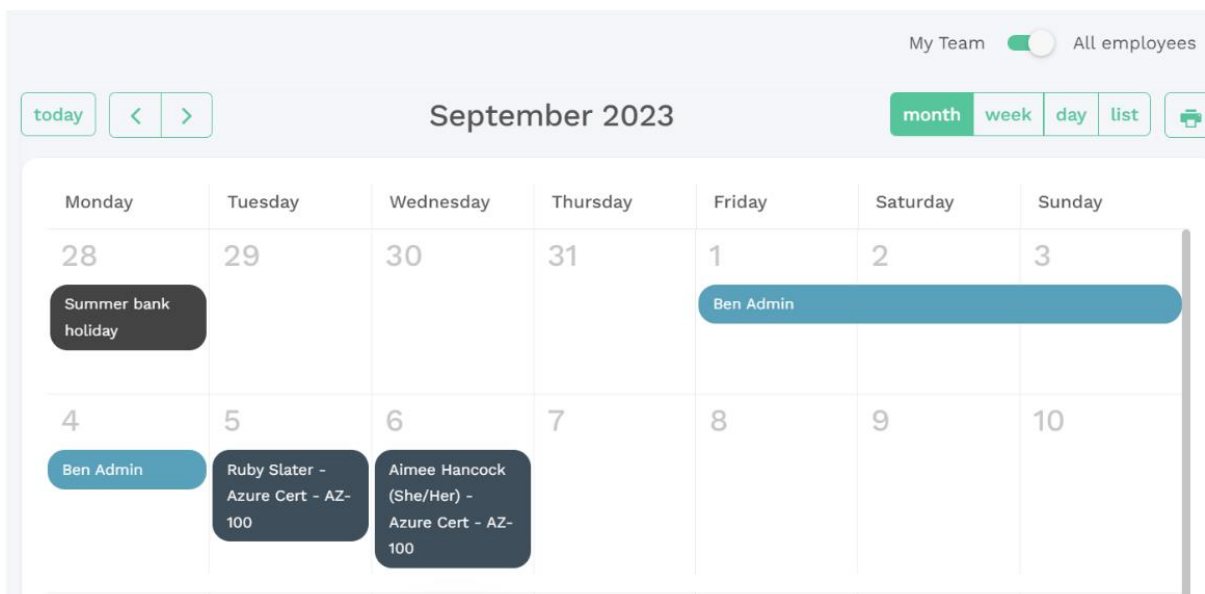 My Team All employees
today September 2023 month week day list
Monday Tuesday Wednesday Thursday Friday Saturday Sunday
28 29 30 31 1 2 3
Summer bank
holiday
Ben Admin
4 5 6 7 8 9 10
Ben Admin
Ruby Slater -
Azure Cert - AZ-
100
Aimee Hancock
(She/Her) -
Azure Cert - AZ-
100